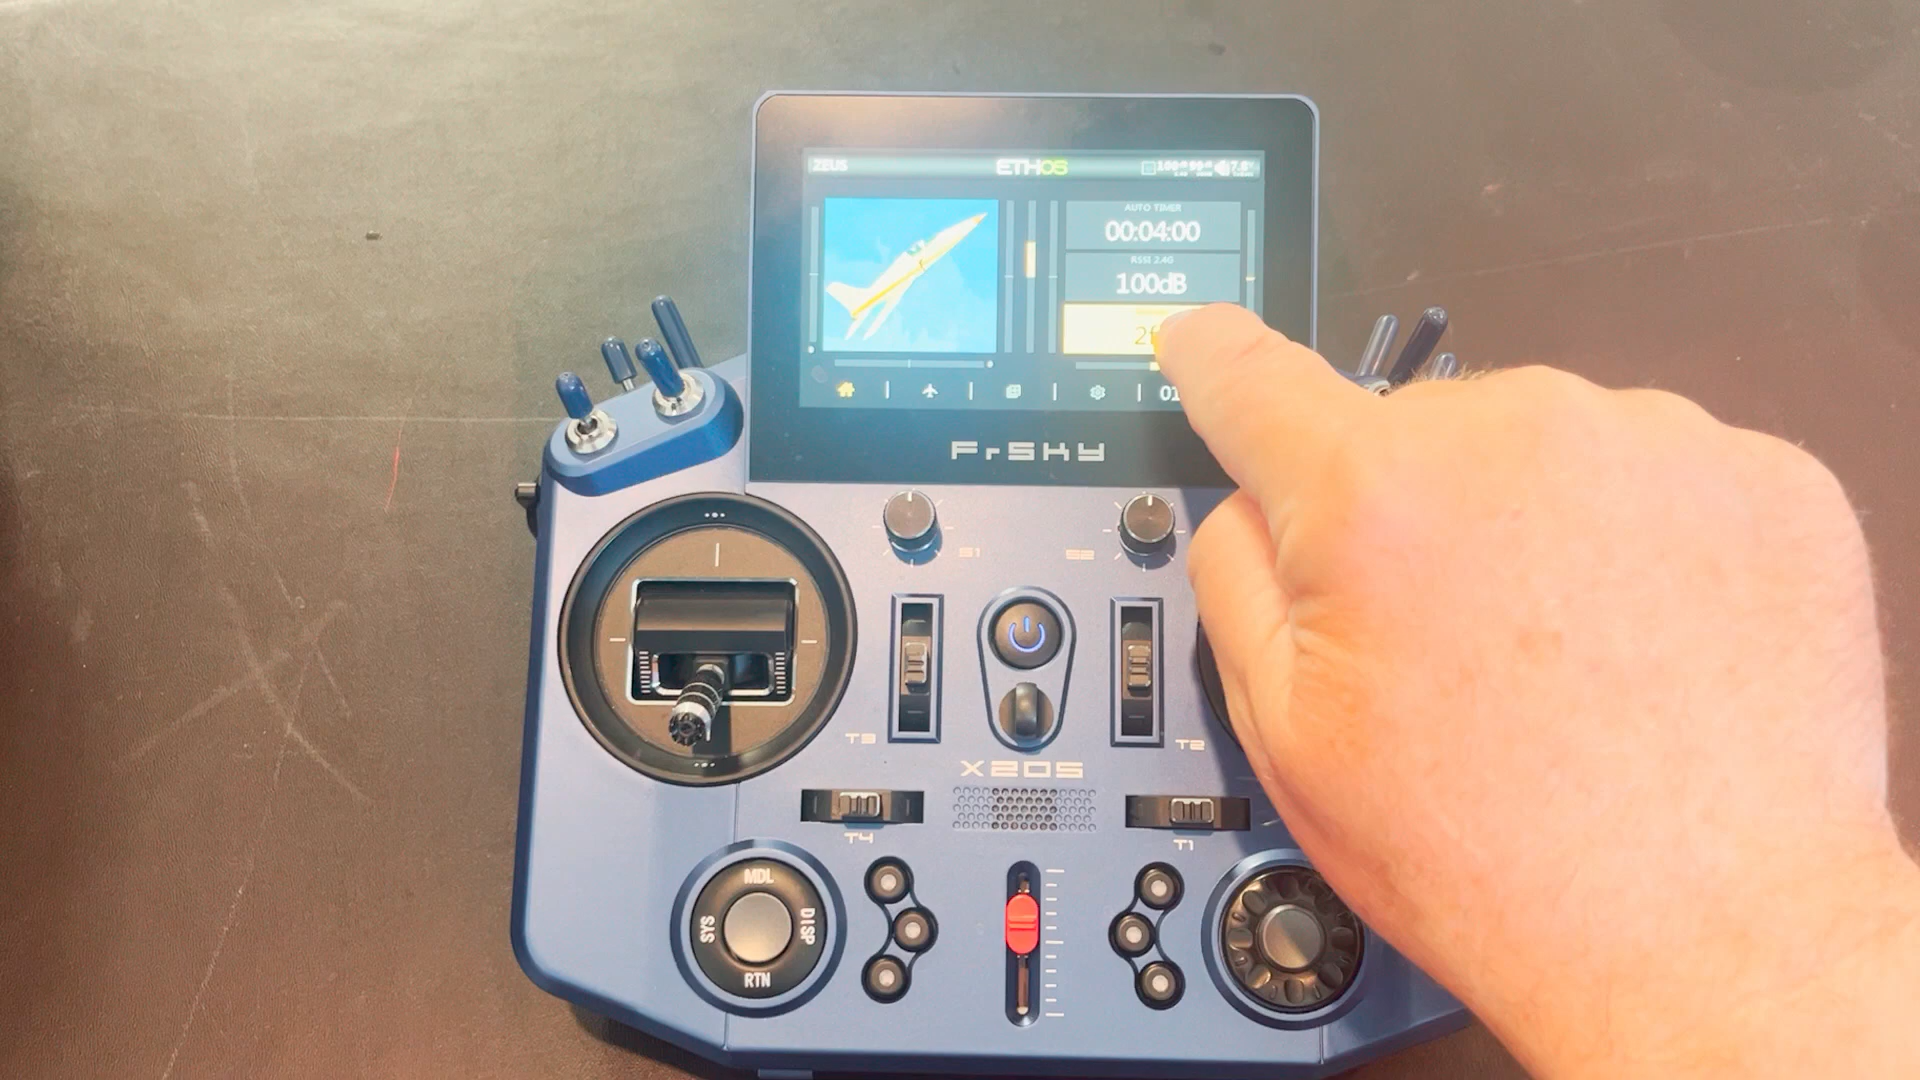 ZEUS
ETHOS
AUTO TIMER
00:04:00
RSSI 2.4G
100dB
FrSKY
S1
S2
T3
T2
X20S
T4
T1
MDL
SYS
DISP
RTN